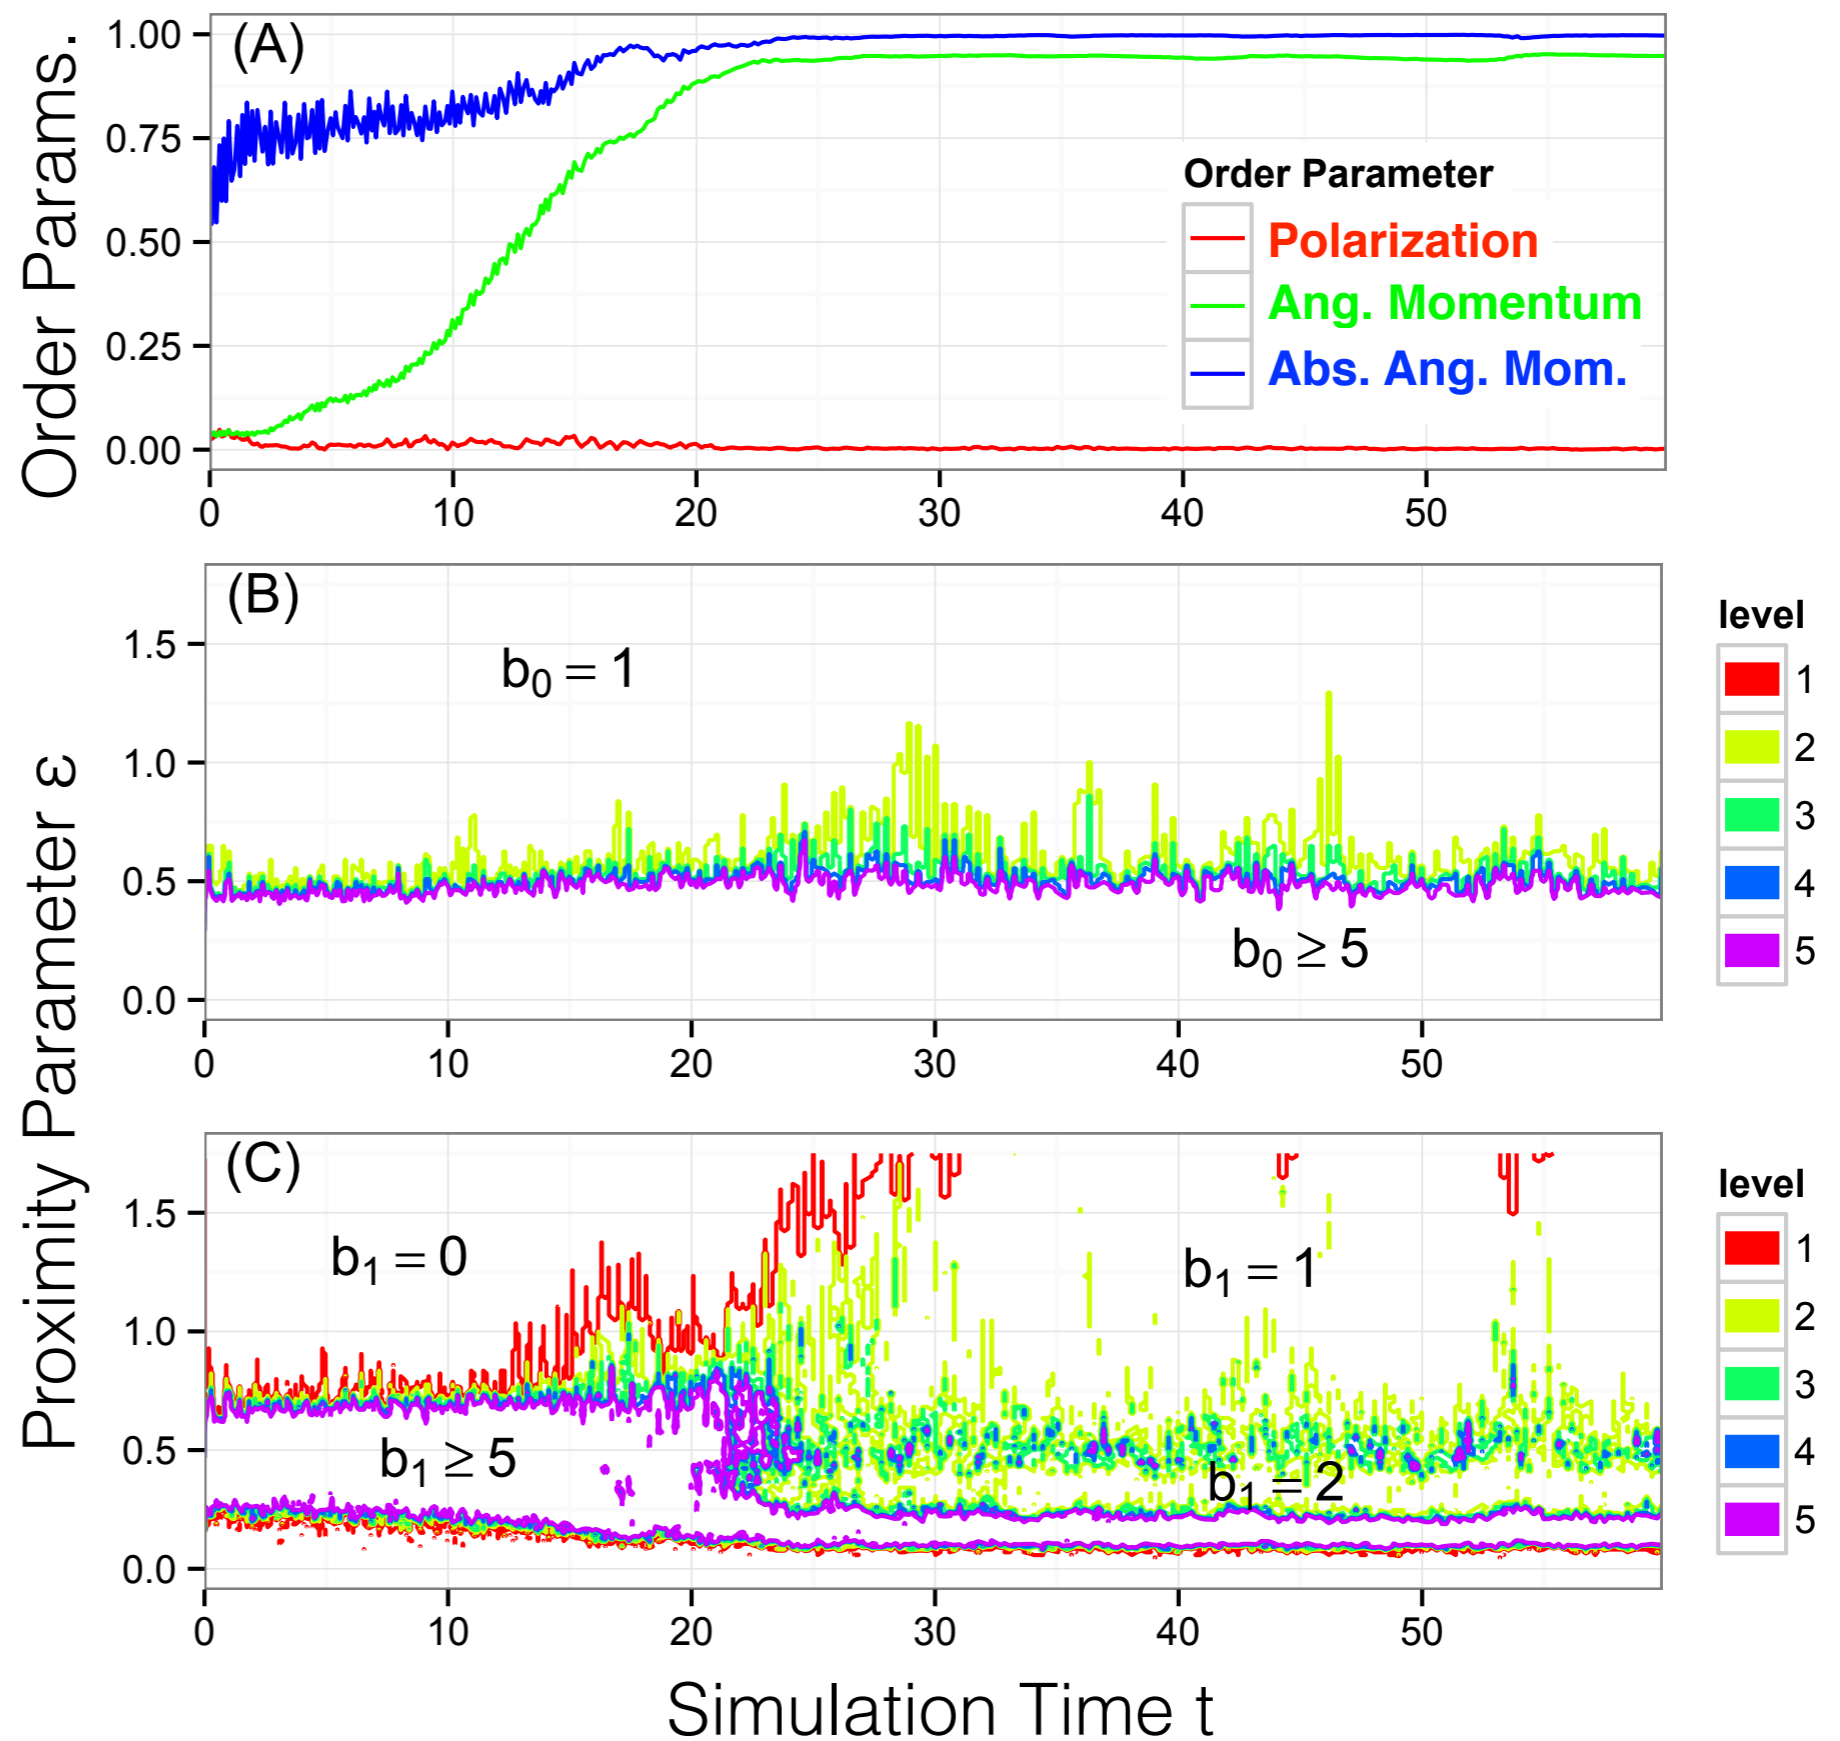 Order Params.
(A)
1.00
0.75
0.50
0.25
0.00
Order Parameter
Polarization
Ang. Momentum
Abs. Ang. Mom.
0 10 20 30 40 50
Proximity Parameter ε
(B)
1.5
1.0
0.5
0.0
b₀ = 1
b₀ ≥ 5
0 10 20 30 40 50
level
1
2
3
4
5
(C)
1.5
1.0
0.5
0.0
b₁ = 0
b₁ = 1
b₁ ≥ 5
b₁ = 2
0 10 20 30 40 50
level
1
2
3
4
5
Simulation Time t